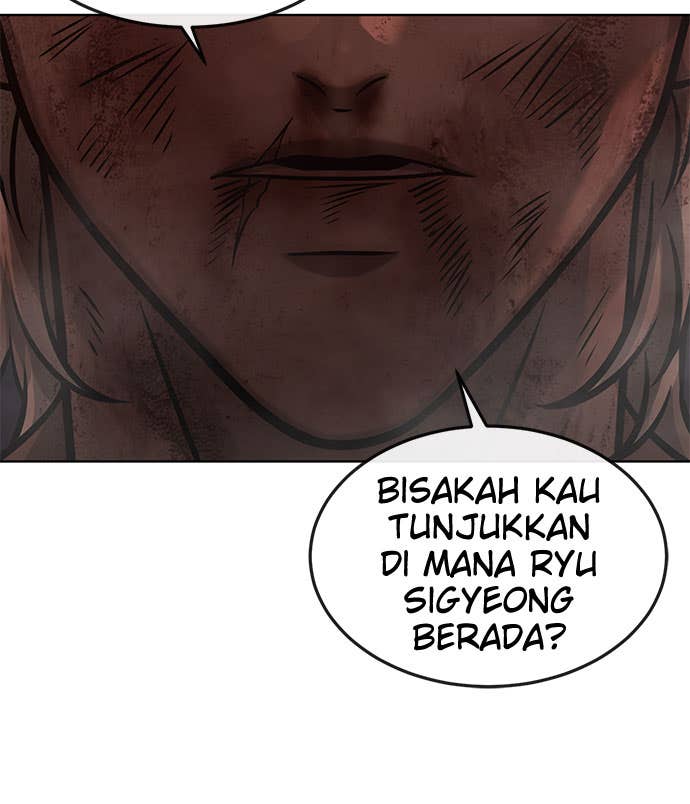 BISAKAH KAU
TUNJUKKAN
DI MANA RYU
SIGYEONG
BERADA?